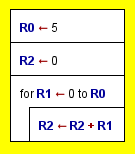 R0 ← 5
R2 ← 0
for R1 ← 0 to R0
R2 ← R2 + R1